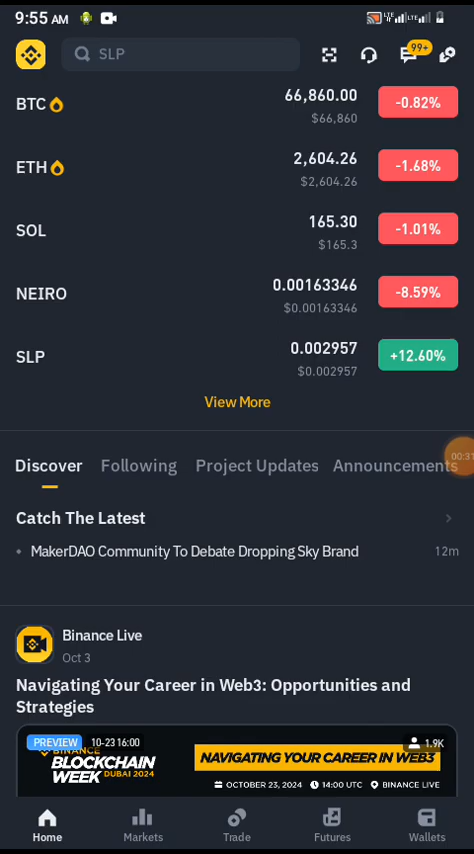 9:55 AM
LTE LTE
SLP
99+
BTC 66,860.00 -0.82%
$66,860
ETH 2,604.26 -1.68%
$2,604.26
SOL 165.30 -1.01%
$165.3
NEIRO 0.00163346 -8.59%
$0.00163346
SLP 0.002957 +12.60%
$0.002957
View More
Discover Following Project Updates Announcements
00:31
Catch The Latest
MakerDAO Community To Debate Dropping Sky Brand 12m
Binance Live
Oct 3
Navigating Your Career in Web3: Opportunities and
Strategies
PREVIEW 10-23 16:00 1.9K
BINANCE
BLOCKCHAIN
WEEK DUBAI 2024
NAVIGATING YOUR CAREER IN WEB3
OCTOBER 23, 2024 14:00 UTC BINANCE LIVE
Home Markets Trade Futures Wallets